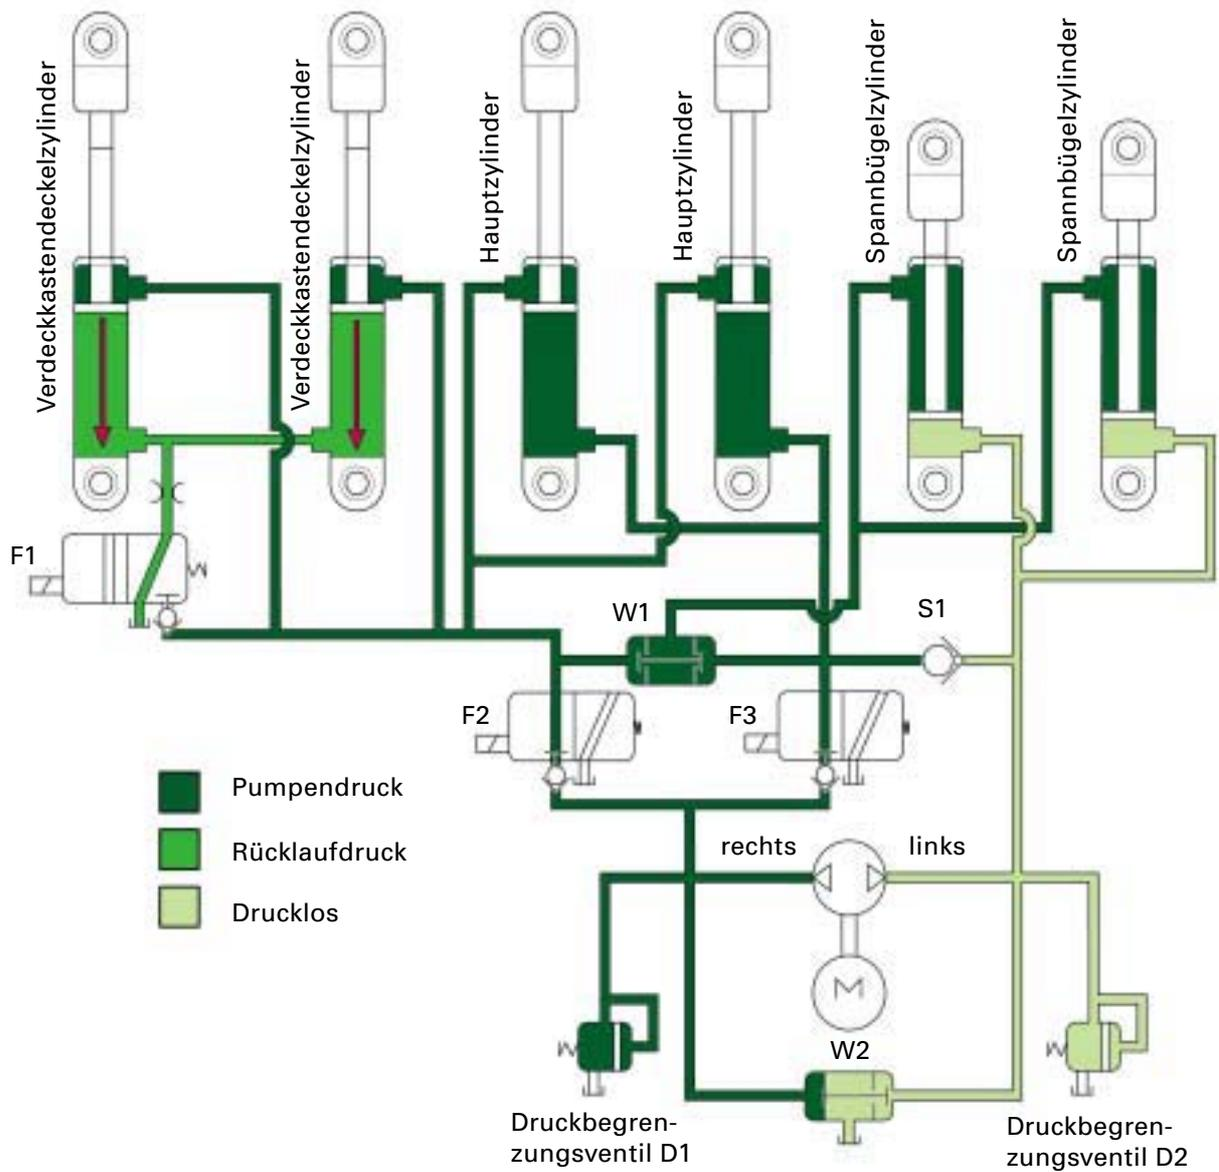 Verdeckkastendeckelzylinder
Verdeckkastendeckelzylinder
Hauptzylinder
Hauptzylinder
Spannbügelzylinder
Spannbügelzylinder
F1
W1
S1
F2
F3
Pumpendruck
Rücklaufdruck
Drucklos
rechts
links
M
W2
Druckbegren-
zungsventil D1
Druckbegren-
zungsventil D2